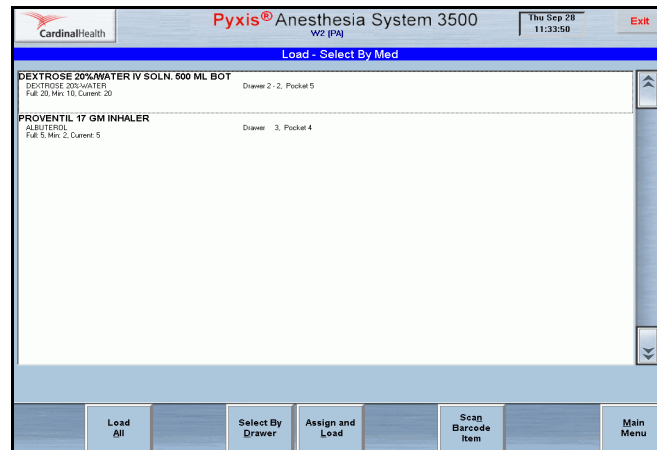 CardinalHealth
Pyxis® Anesthesia System 3500
W2 (PA)
Thu Sep 28
11:33:50
Exit
Load - Select By Med
DEXTROSE 20%/WATER IV SOLN. 500 ML BOT
DEXTROSE 20%-WATER Drawer 2 - 2, Pocket 5
Full: 20, Min: 10, Current: 20
PROVENTIL 17 GM INHALER
ALBUTEROL Drawer 3, Pocket 4
Full: 5, Min: 2, Current: 5
Load
All
Select By
Drawer
Assign and
Load
Scan
Barcode
Item
Main
Menu